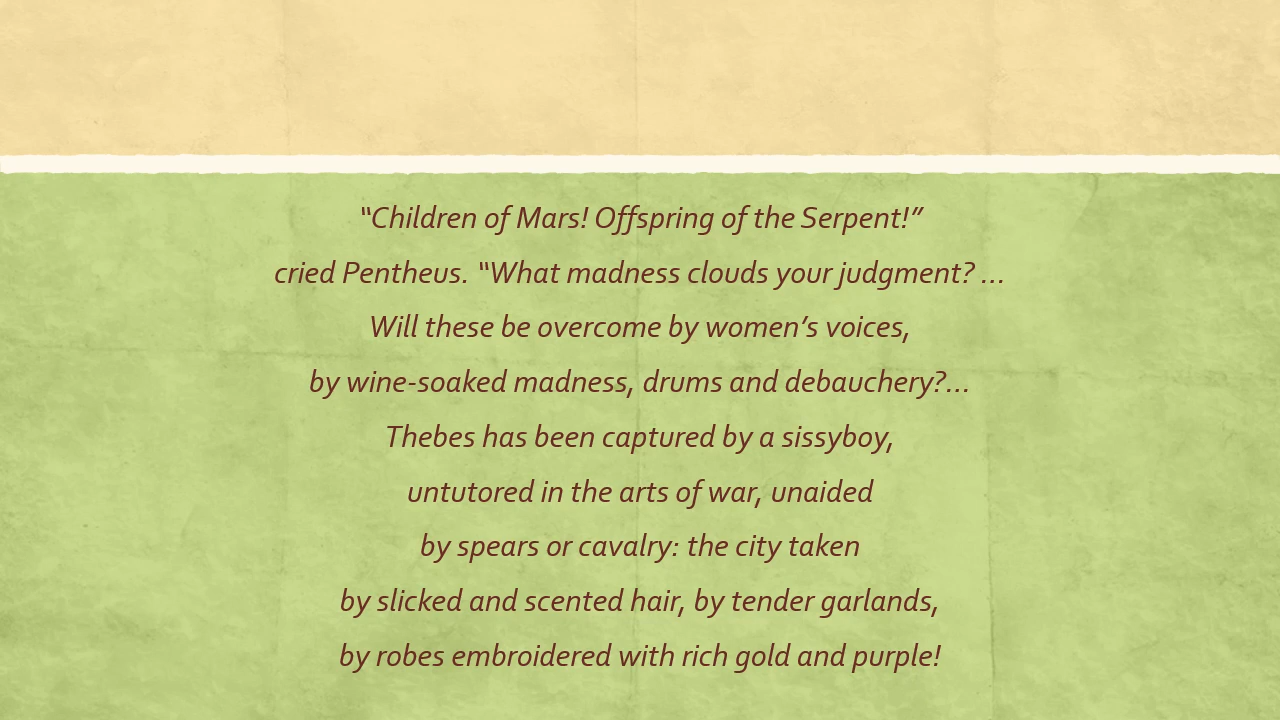 “Children of Mars! Offspring of the Serpent!”
cried Pentheus. “What madness clouds your judgment? …
Will these be overcome by women’s voices,
by wine-soaked madness, drums and debauchery?…
Thebes has been captured by a sissyboy,
untutored in the arts of war, unaided
by spears or cavalry: the city taken
by slicked and scented hair, by tender garlands,
by robes embroidered with rich gold and purple!